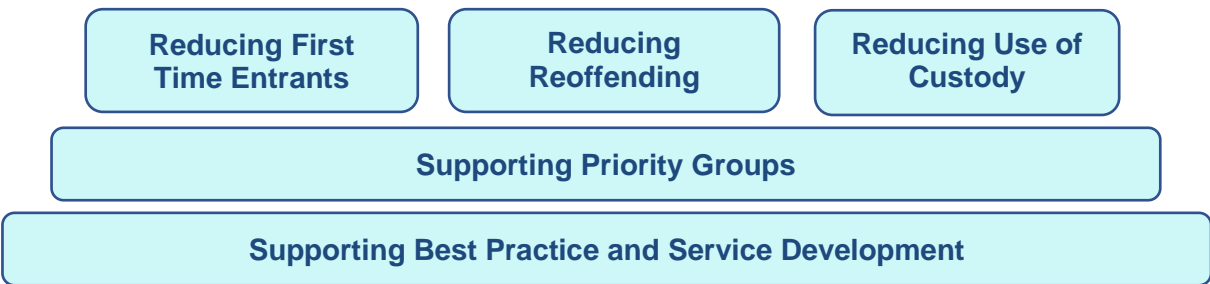 Reducing First
Time Entrants
Reducing
Reoffending
Reducing Use of
Custody
Supporting Priority Groups
Supporting Best Practice and Service Development